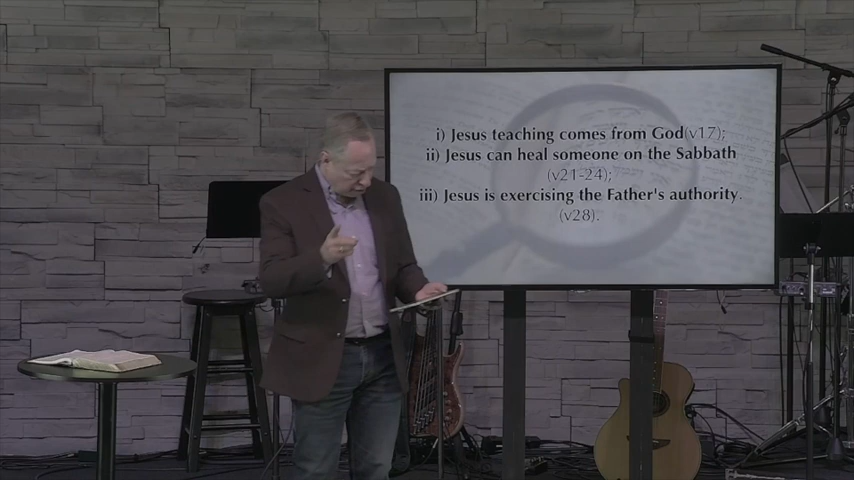 i) Jesus teaching comes from God(v17);
ii) Jesus can heal someone on the Sabbath
(v21-24);
iii) Jesus is exercising the Father's authority.
(v28).